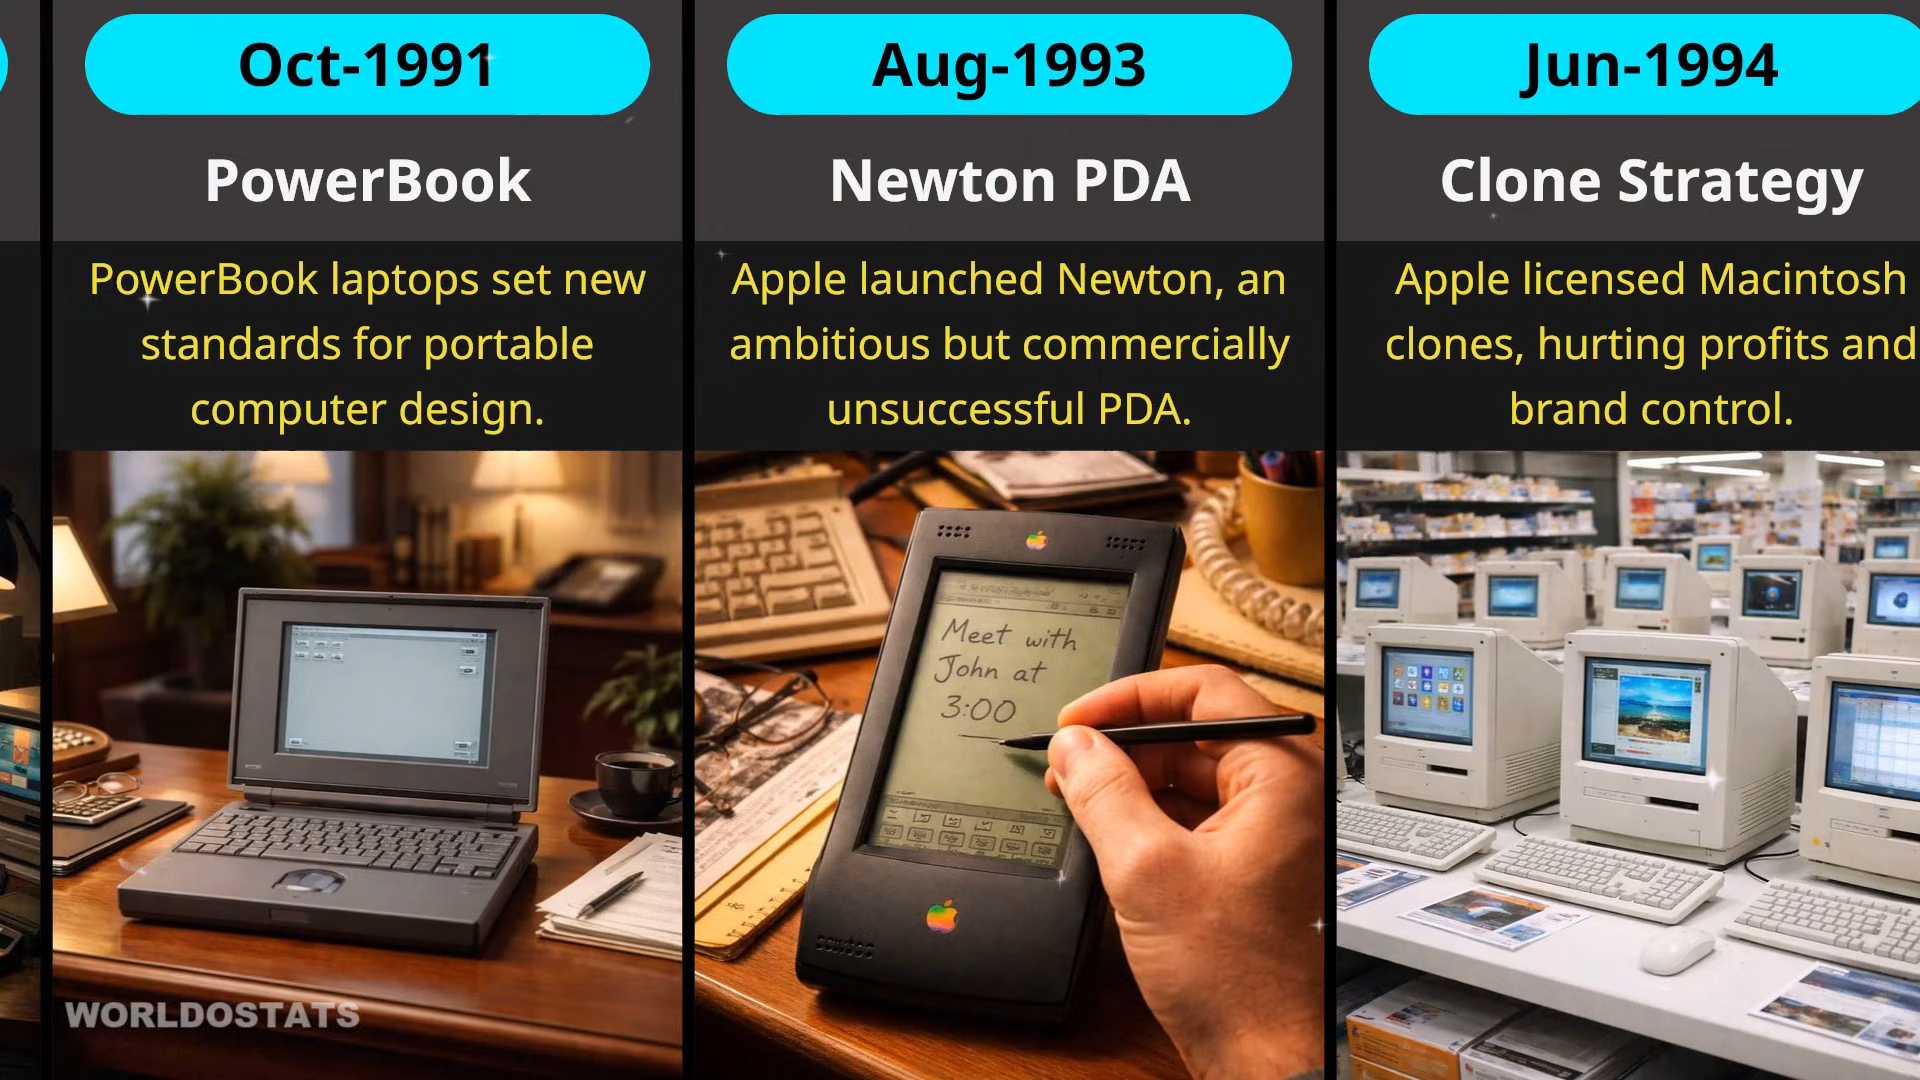 Oct-1991
PowerBook
PowerBook laptops set new
standards for portable
computer design.
WORLDOSTATS
Aug-1993
Newton PDA
Apple launched Newton, an
ambitious but commercially
unsuccessful PDA.
Meet with
John at
3:00
Jun-1994
Clone Strategy
Apple licensed Macintosh
clones, hurting profits and
brand control.